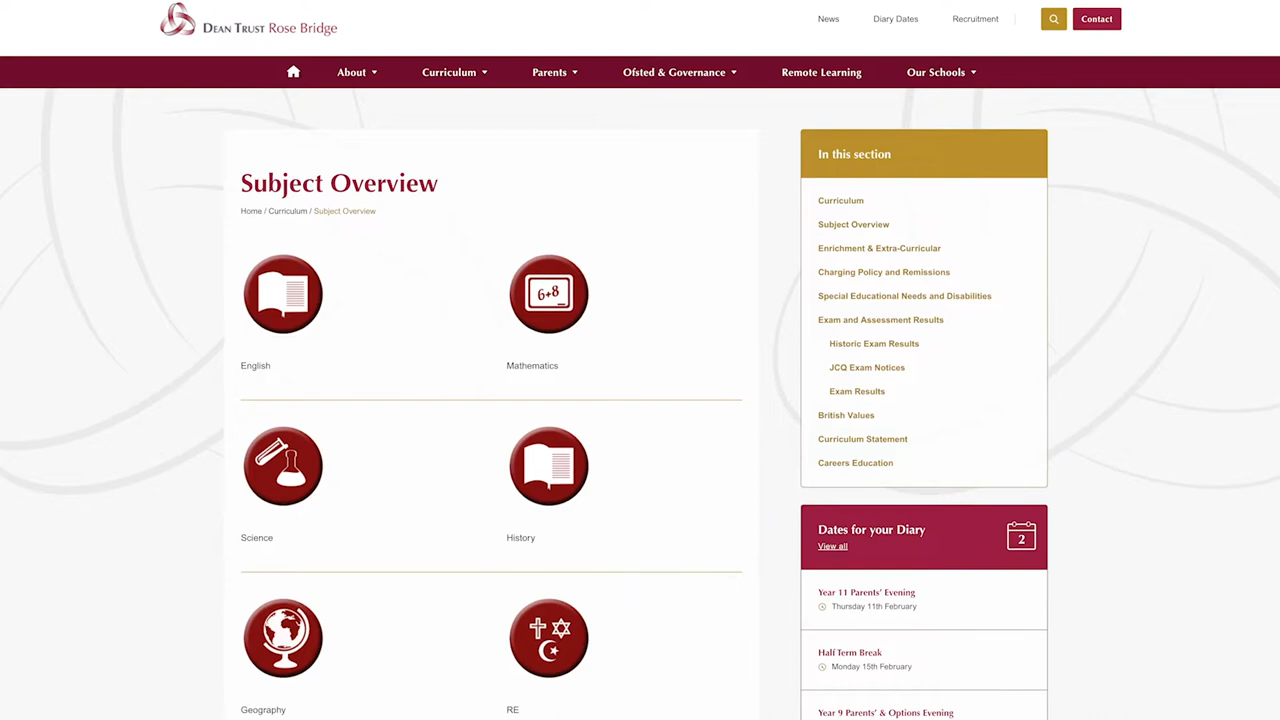 DEAN TRUST Rose Bridge
News
Diary Dates
Recruitment
Contact
About
Curriculum
Parents
Ofsted & Governance
Remote Learning
Our Schools
Subject Overview
Home / Curriculum / Subject Overview
6+8
English
Mathematics
Science
History
Geography
RE
In this section
Curriculum
Subject Overview
Enrichment & Extra-Curricular
Charging Policy and Remissions
Special Educational Needs and Disabilities
Exam and Assessment Results
Historic Exam Results
JCQ Exam Notices
Exam Results
British Values
Curriculum Statement
Careers Education
Dates for your Diary
View all
2
Year 11 Parents' Evening
Thursday 11th February
Half Term Break
Monday 15th February
Year 9 Parents' & Options Evening